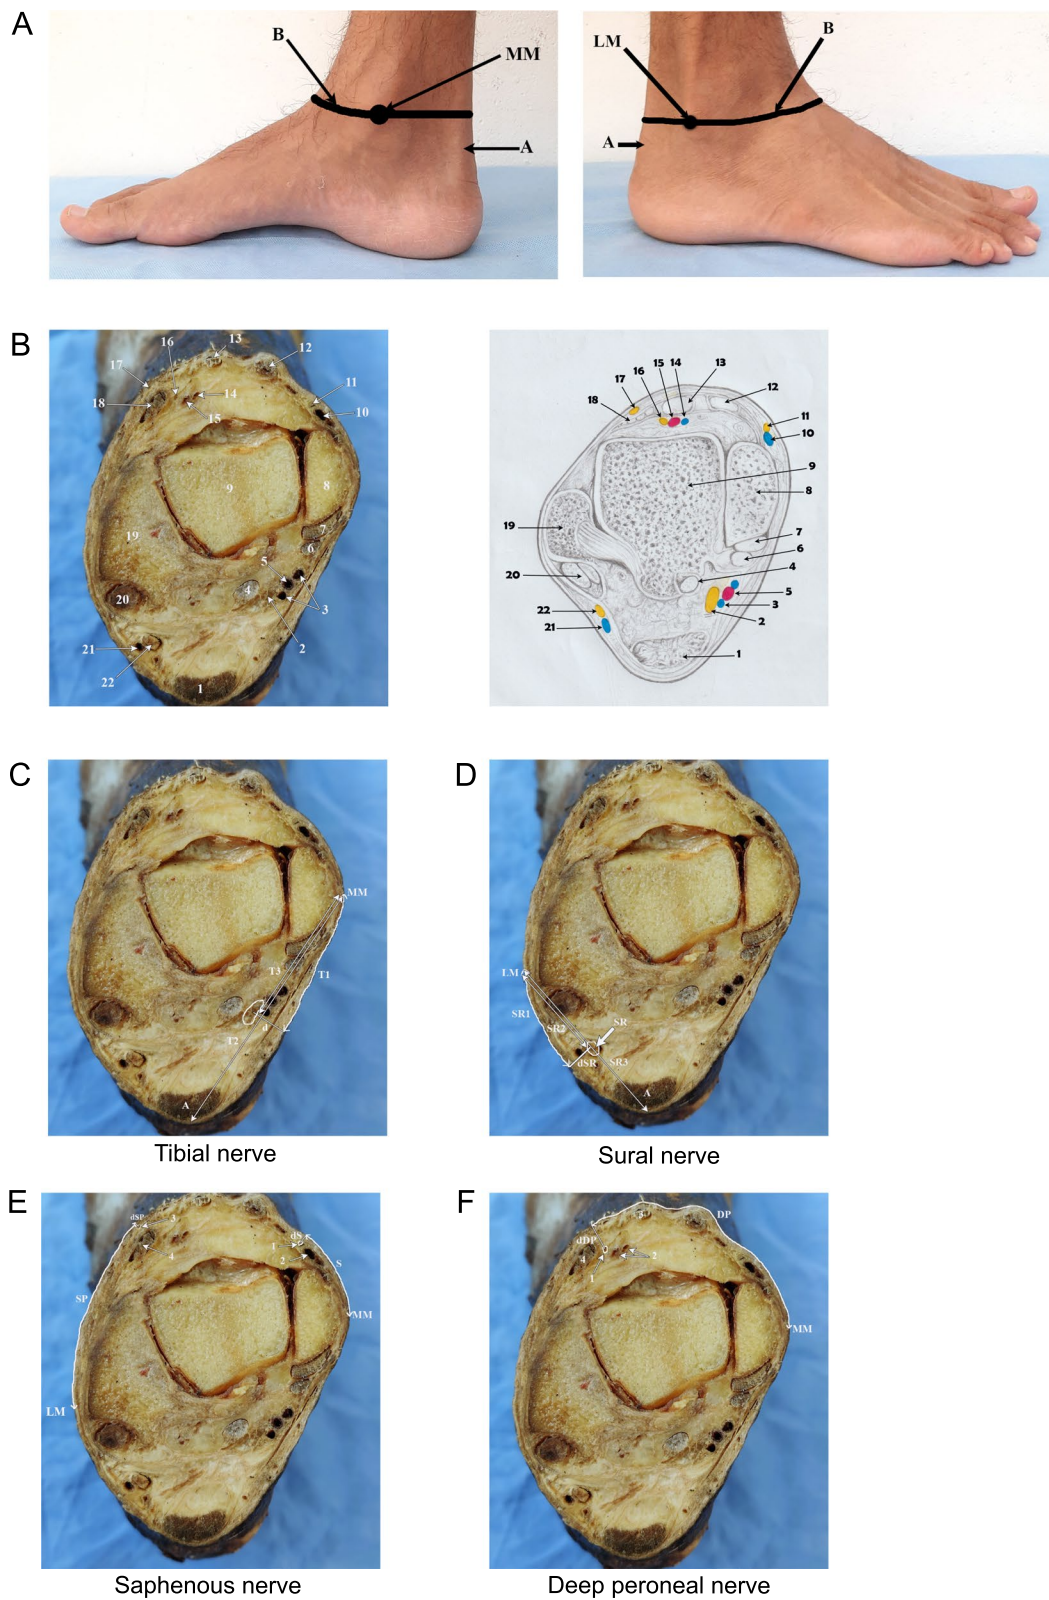 A
B
MM
A
LM
B
A
B
16
13
12
17
11
18
14
15
10
9
8
19
7
6
5
4
20
3
21
2
22
1
17
16
15
14
13
12
18
11
10
9
8
19
7
6
20
4
5
22
3
21
2
1
C
MM
T3
T1
d
T2
A
Tibial nerve
D
LM
SR1
SR2
SR
dSR
SR3
A
Sural nerve
E
dSP
3
4
dS
1
2
S
SP
MM
LM
Saphenous nerve
F
3
DP
dDP
4
2
1
MM
Deep peroneal nerve